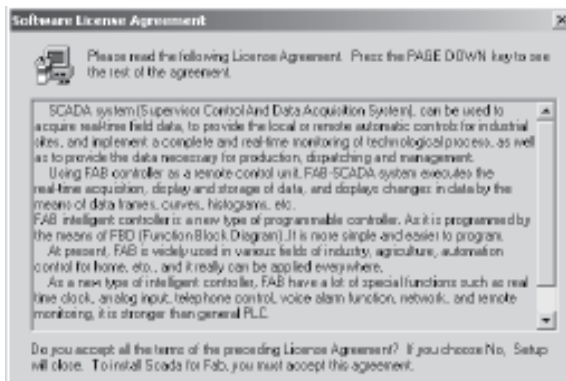 Software License Agreement
Please read the following License Agreement. Press the PAGE DOWN key to see
the rest of the agreement.
SCADA system (Supervisor Control And Data Acquisition System), can be used to
acquire real-time field data, to provide the local or remote automatic controls for industrial
sites, and implement a complete and real-time monitoring of technological process, as well
as to provide the data necessary for production, dispatching and management.
Using FAB controller as a remote control unit. FAB-SCADA system executes the
real-time acquisition, display and storage of data, and displays changes in data by the
means of data frames, curves, histograms, etc.
FAB intelligent controller is a new type of programmable controller. As it is programmed by
the means of FBD (Function Block Diagram). It is more simple and easier to program.
At present, FAB is widely used in various fields of industry, agriculture, automation
control for home, etc., and it really can be applied everywhere.
As a new type of intelligent controller, FAB have a lot of special functions such as real
time clock, analog input, telephone control, voice alarm function, network, and remote
monitoring, it is stronger than general PLC.
Do you accept all the terms of the preceding License Agreement? If you choose No, Setup
will close. To install Scada for Fab, you must accept this agreement.